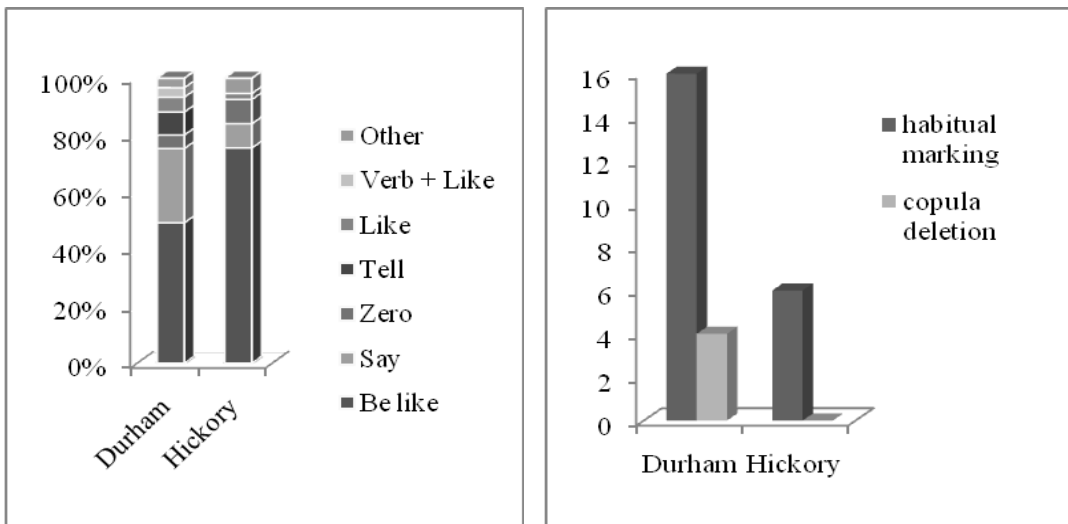 100%
80%
60%
40%
20%
0%
Durham
Hickory
Other
Verb + Like
Like
Tell
Zero
Say
Be like
16
14
12
10
8
6
4
2
0
Durham Hickory
habitual
marking
copula
deletion